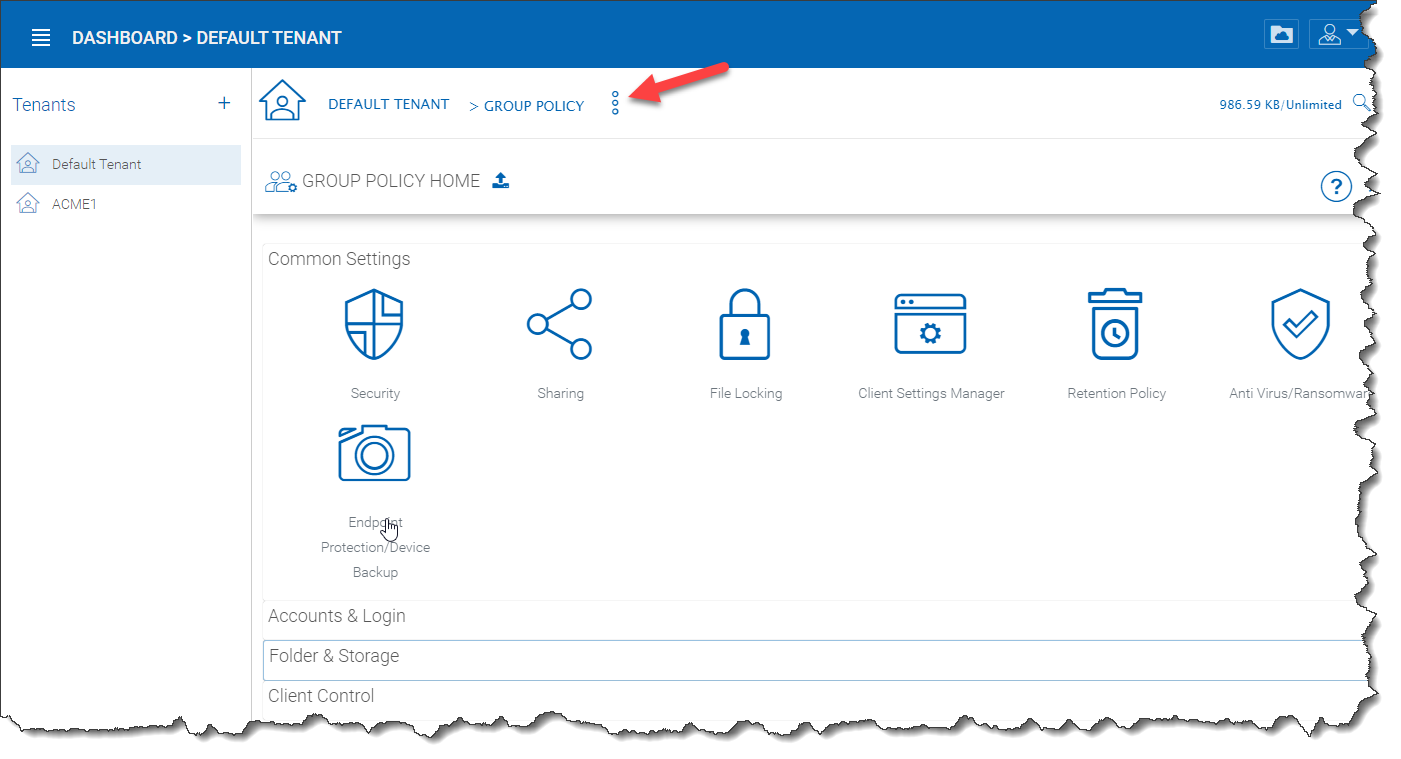 DASHBOARD > DEFAULT TENANT
Tenants +
DEFAULT TENANT > GROUP POLICY
986.59 KB/Unlimited
Default Tenant
ACME1
GROUP POLICY HOME
?
Common Settings
Security
Sharing
File Locking
Client Settings Manager
Retention Policy
Anti Virus/Ransomwar
Endpoint
Protection/Device
Backup
Accounts & Login
Folder & Storage
Client Control